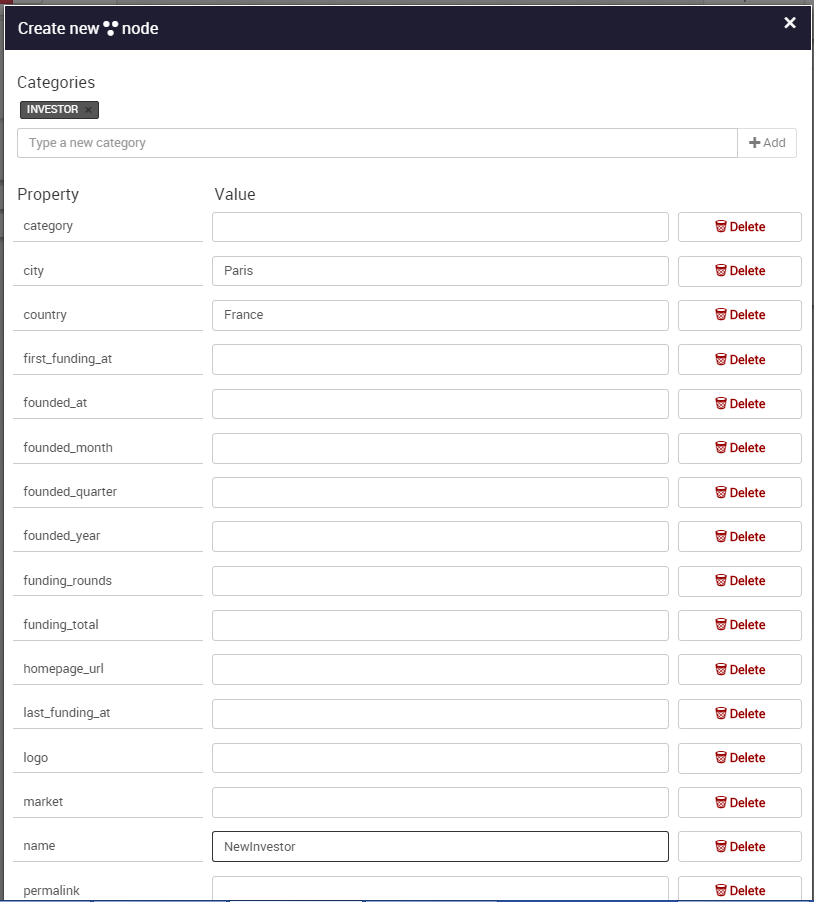 Create new node
Categories
INVESTOR ×
Type a new category
+ Add
Property Value
category Delete
city Paris Delete
country France Delete
first_funding_at Delete
founded_at Delete
founded_month Delete
founded_quarter Delete
founded_year Delete
funding_rounds Delete
funding_total Delete
homepage_url Delete
last_funding_at Delete
logo Delete
market Delete
name NewInvestor Delete
permalink Delete